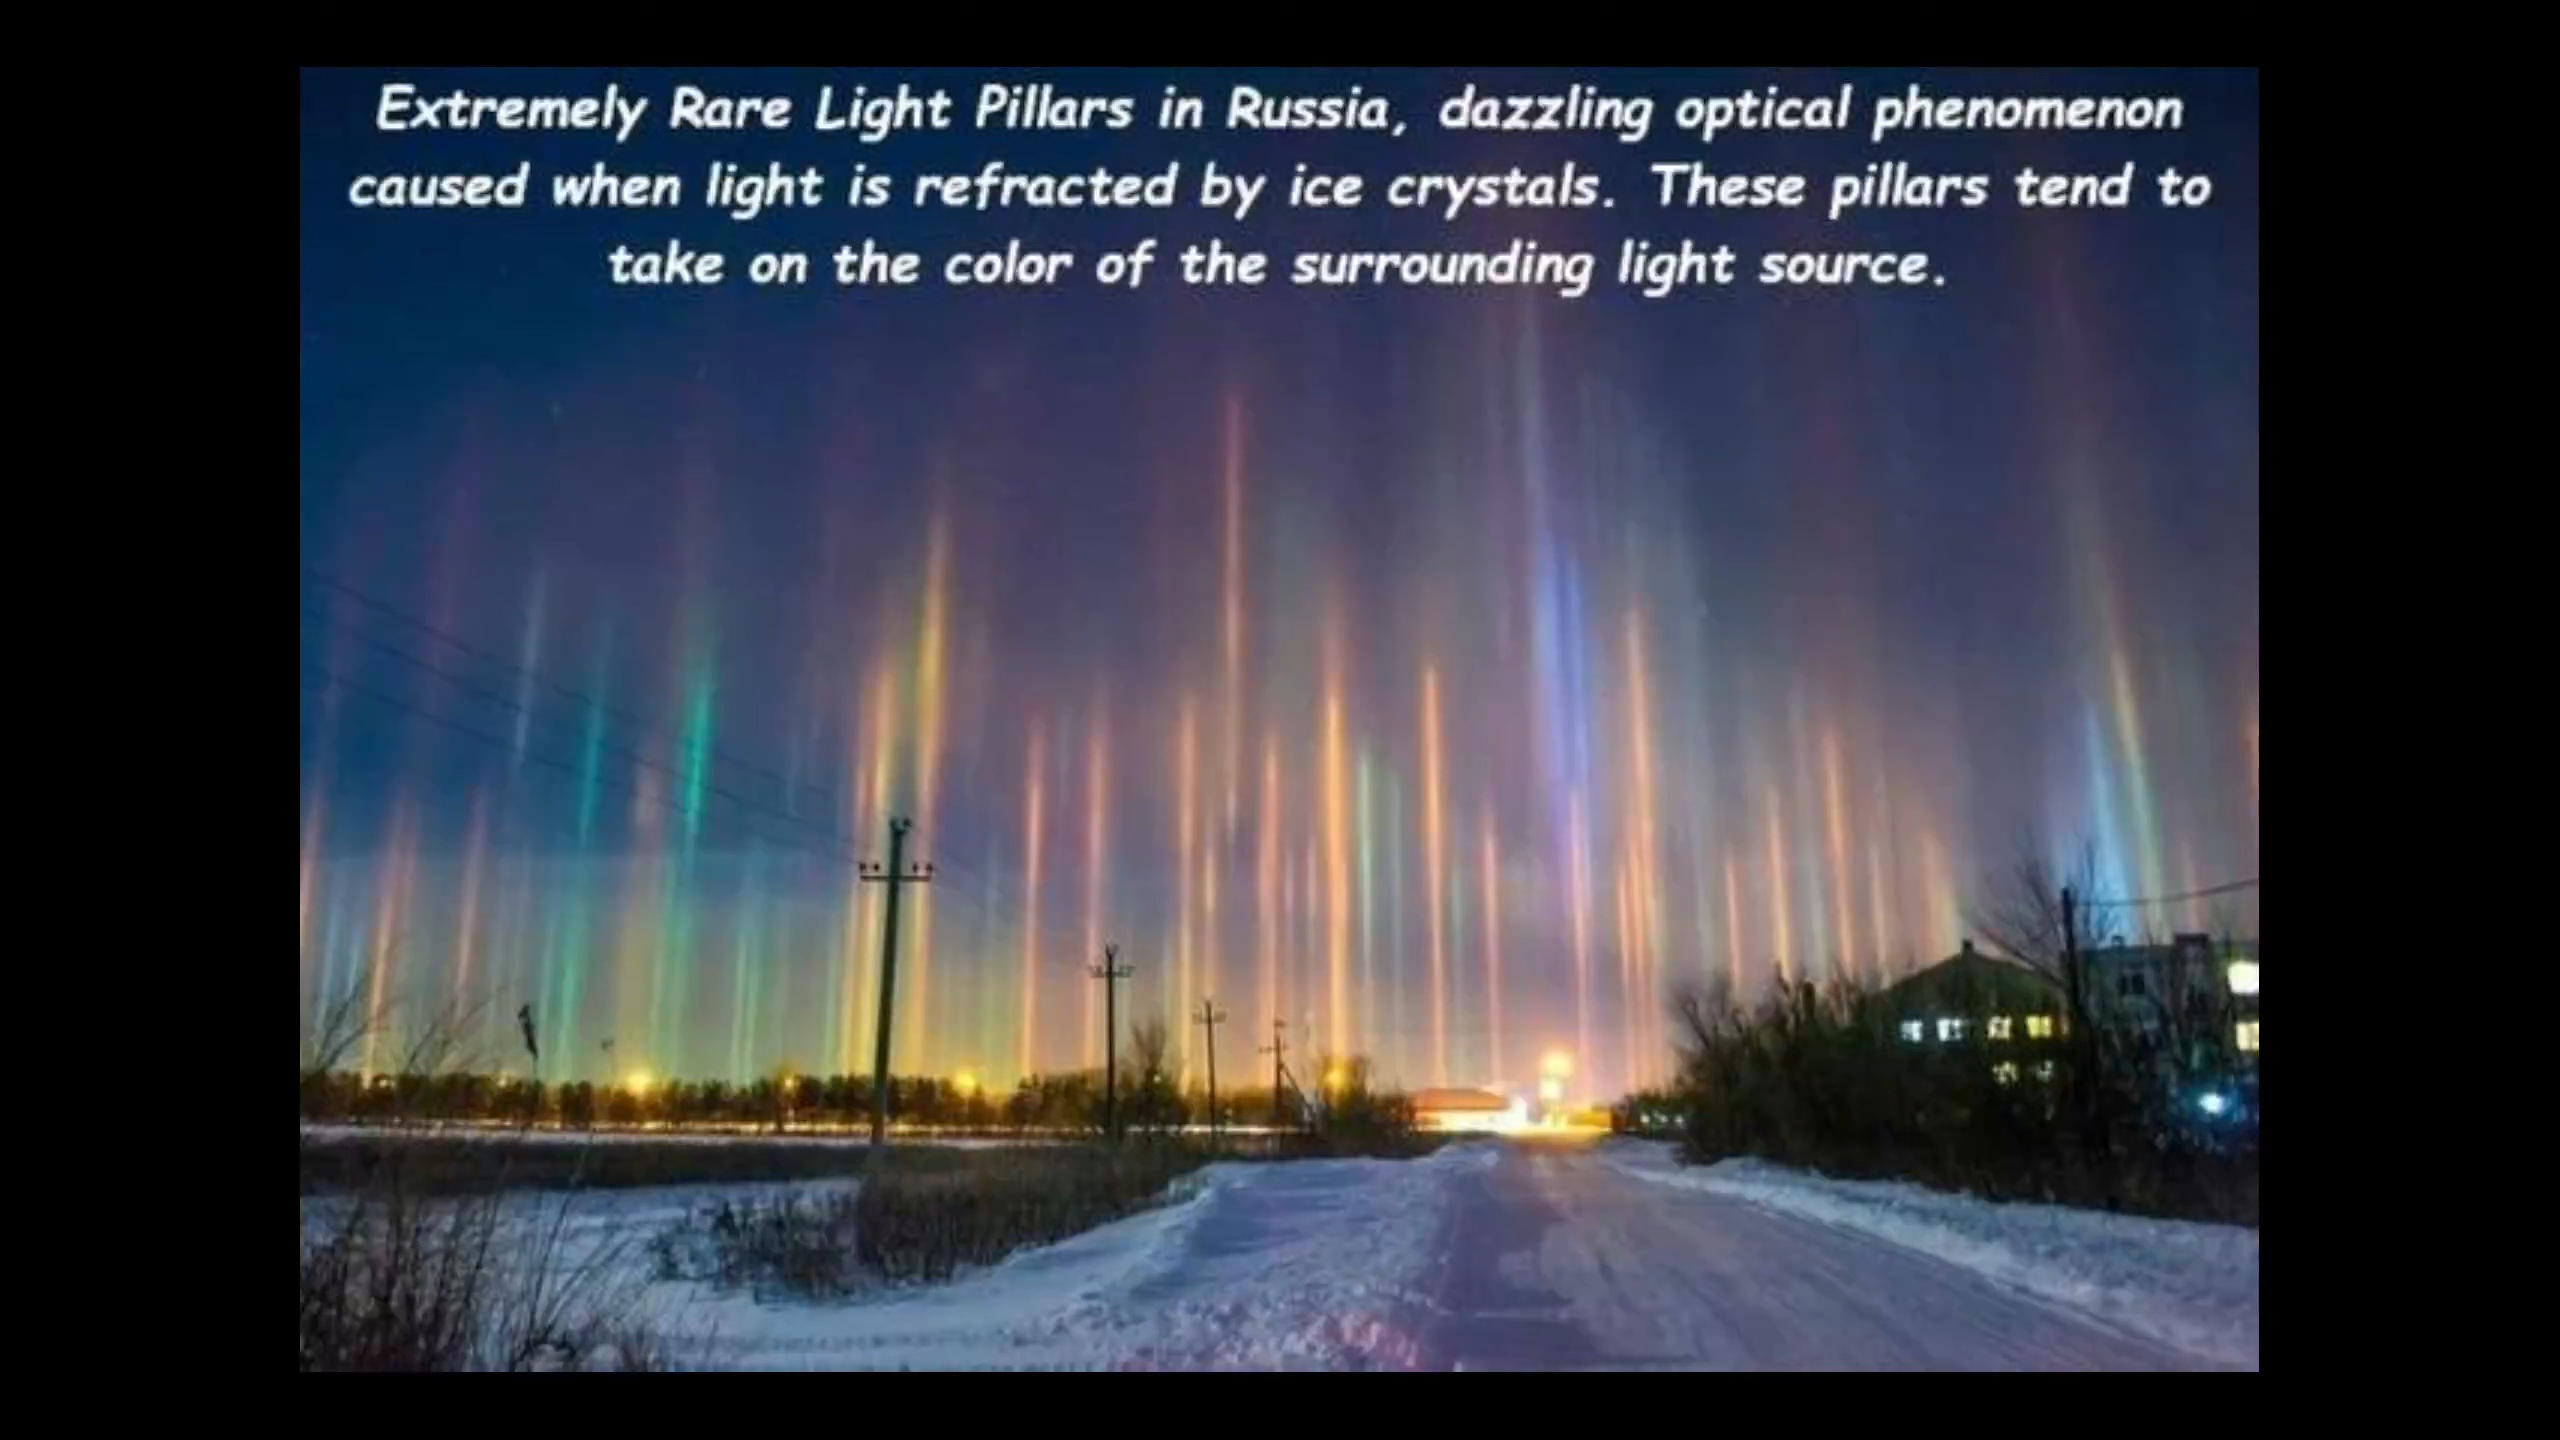 Extremely Rare Light Pillars in Russia, dazzling optical phenomenon
caused when light is refracted by ice crystals. These pillars tend to
take on the color of the surrounding light source.